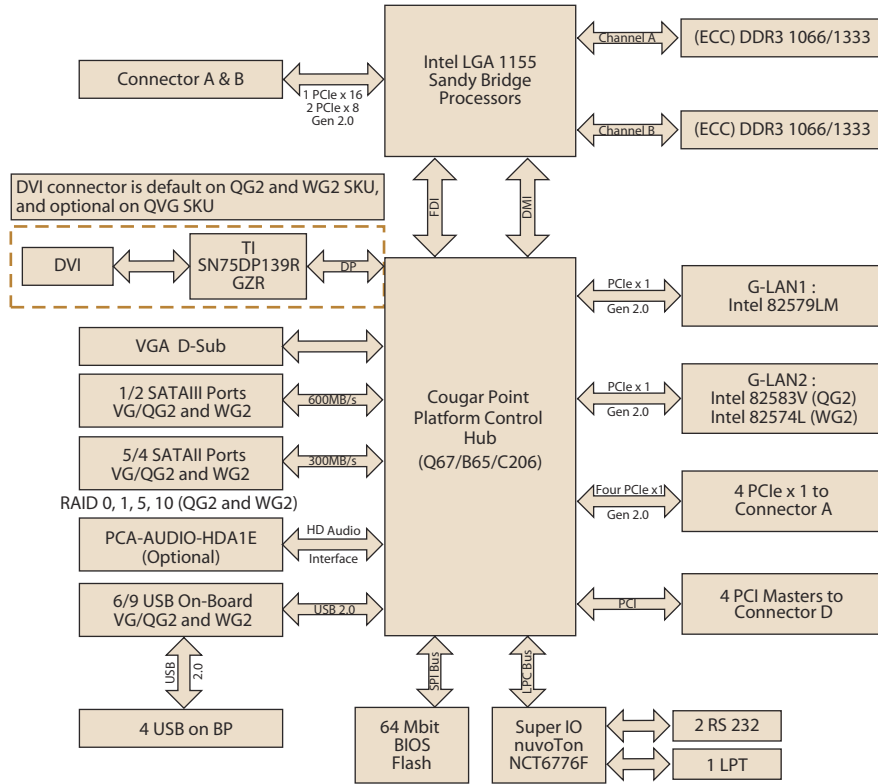 Intel LGA 1155
Sandy Bridge
Processors
Channel A
(ECC) DDR3 1066/1333
Channel B
(ECC) DDR3 1066/1333
Connector A & B
1 PCIe x 16
2 PCIe x 8
Gen 2.0
FDI
DMI
DVI connector is default on QG2 and WG2 SKU,
and optional on QVG SKU
DVI
TI
SN75DP139R
GZR
DP
VGA D-Sub
1/2 SATAIII Ports
VG/QG2 and WG2
600MB/s
5/4 SATAII Ports
VG/QG2 and WG2
300MB/s
RAID 0, 1, 5, 10 (QG2 and WG2)
PCA-AUDIO-HDA1E
(Optional)
HD Audio
Interface
6/9 USB On-Board
VG/QG2 and WG2
USB 2.0
USB
2.0
4 USB on BP
Cougar Point
Platform Control
Hub
(Q67/B65/C206)
PCIe x 1
Gen 2.0
G-LAN1 :
Intel 82579LM
PCIe x 1
Gen 2.0
G-LAN2 :
Intel 82583V (QG2)
Intel 82574L (WG2)
Four PCIe x1
Gen 2.0
4 PCIe x 1 to
Connector A
PCI
4 PCI Masters to
Connector D
SPI Bus
LPC Bus
64 Mbit
BIOS
Flash
Super IO
nuvoTon
NCT6776F
2 RS 232
1 LPT